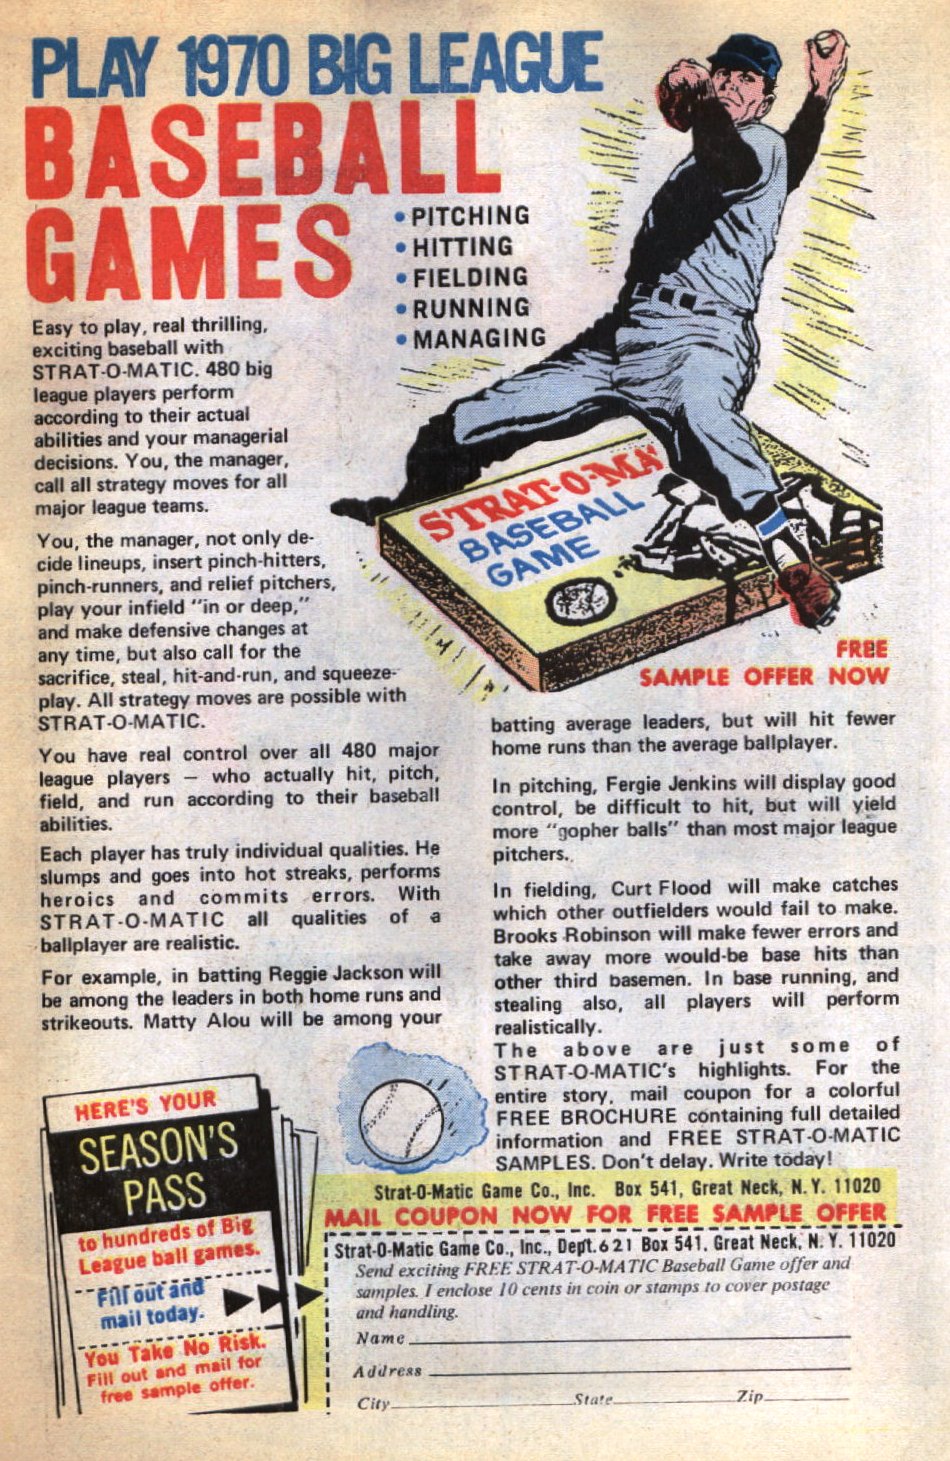 PLAY 1970 BIG LEAGUE
BASEBALL
GAMES
• PITCHING
• HITTING
• FIELDING
• RUNNING
• MANAGING
Easy to play, real thrilling,
exciting baseball with
STRAT-O-MATIC. 480 big
league players perform
according to their actual
abilities and your managerial
decisions. You, the manager,
call all strategy moves for all
major league teams.
You, the manager, not only de-
cide lineups, insert pinch-hitters,
pinch-runners, and relief pitchers,
play your infield "in or deep,"
and make defensive changes at
any time, but also call for the
sacrifice, steal, hit-and-run, and squeeze-
play. All strategy moves are possible with
STRAT-O-MATIC.
You have real control over all 480 major
league players — who actually hit, pitch,
field, and run according to their baseball
abilities.
Each player has truly individual qualities. He
slumps and goes into hot streaks, performs
heroics and commits errors. With
STRAT-O-MATIC all qualities of a
ballplayer are realistic.
For example, in batting Reggie Jackson will
be among the leaders in both home runs and
strikeouts. Matty Alou will be among your
STRAT-O-MA
BASEBALL
GAME
FREE
SAMPLE OFFER NOW
batting average leaders, but will hit fewer
home runs than the average ballplayer.
In pitching, Fergie Jenkins will display good
control, be difficult to hit, but will yield
more "gopher balls" than most major league
pitchers.
In fielding, Curt Flood will make catches
which other outfielders would fail to make.
Brooks Robinson will make fewer errors and
take away more would-be base hits than
other third basemen. In base running, and
stealing also, all players will perform
realistically.
The above are just some of
STRAT-O-MATIC's highlights. For the
entire story, mail coupon for a colorful
FREE BROCHURE containing full detailed
information and FREE STRAT-O-MATIC
SAMPLES. Don't delay. Write today!
Strat-O-Matic Game Co., Inc. Box 541, Great Neck, N.Y. 11020
MAIL COUPON NOW FOR FREE SAMPLE OFFER
HERE'S YOUR
SEASON'S
PASS
to hundreds of Big
League ball games.
Fill out and
mail today.
You Take No Risk.
Fill out and mail for
free sample offer.
Strat-O-Matic Game Co., Inc., Dept.621 Box 541, Great Neck, N.Y. 11020
Send exciting FREE STRAT-O-MATIC Baseball Game offer and
samples. I enclose 10 cents in coin or stamps to cover postage
and handling.
Name
Address
City State Zip